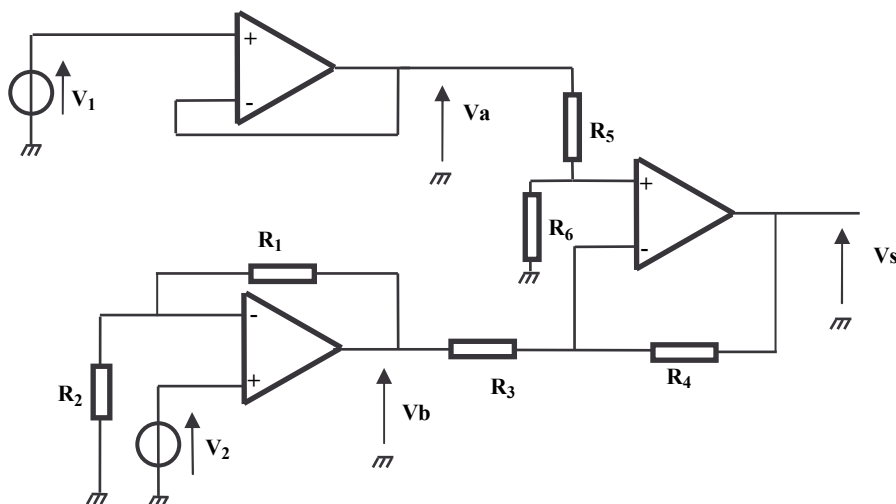 +
V1
-
Va
R5
+
R6
-
Vs
R1
-
R2
+
V2
Vb
R3
R4